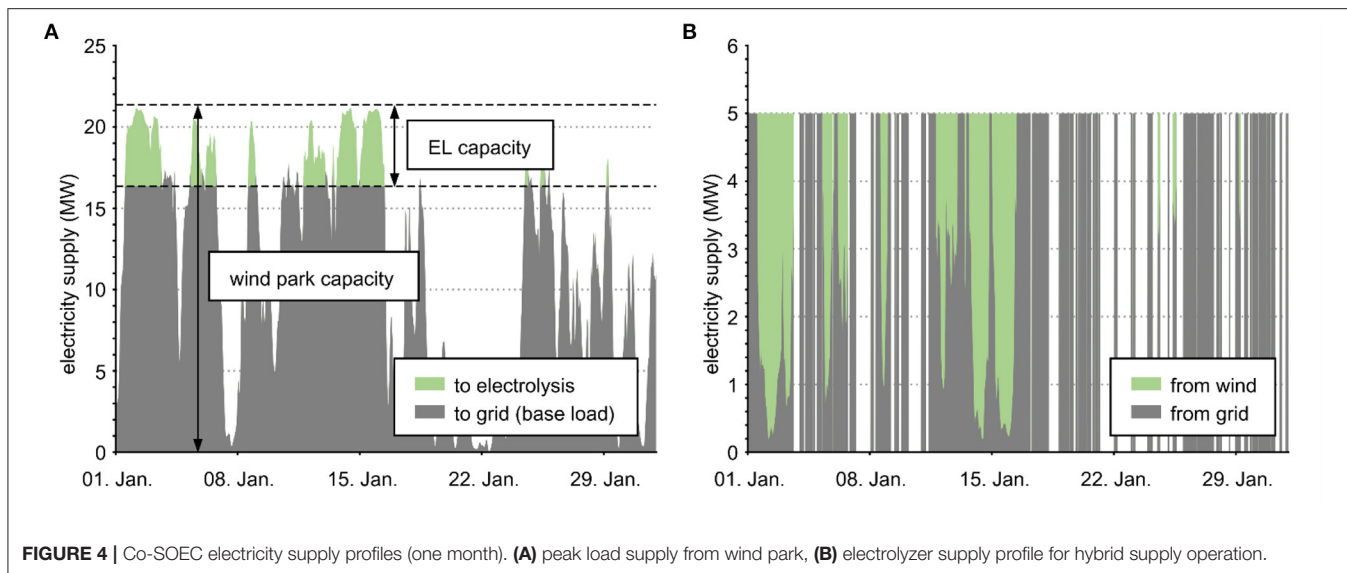 A
25
20
15
10
5
0
electricity supply (MW)
EL capacity
wind park capacity
to electrolysis
to grid (base load)
01. Jan.
08. Jan.
15. Jan.
22. Jan.
29. Jan.
B
6
5
4
3
2
1
0
electricity supply (MW)
from wind
from grid
01. Jan.
08. Jan.
15. Jan.
22. Jan.
29. Jan.
FIGURE 4 | Co-SOEC electricity supply profiles (one month). (A) peak load supply from wind park, (B) electrolyzer supply profile for hybrid supply operation.